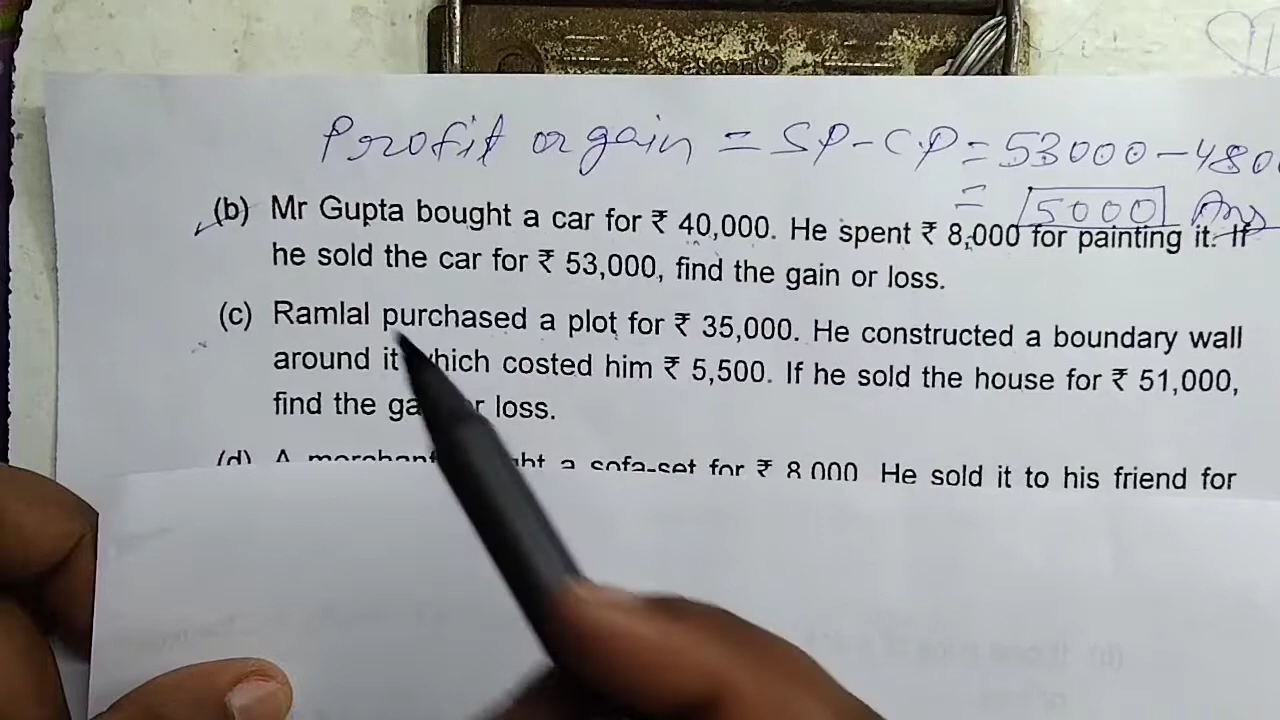 Profit or gain = SP - CP = 53000 - 480
= 5000 Ans
(b) Mr Gupta bought a car for ₹ 40,000. He spent ₹ 8,000 for painting it. If
he sold the car for ₹ 53,000, find the gain or loss.
(c) Ramlal purchased a plot for ₹ 35,000. He constructed a boundary wall
around it which costed him ₹ 5,500. If he sold the house for ₹ 51,000,
find the ga or loss.
(d) A merchant ght a sofa-set for ₹ 8,000. He sold it to his friend for